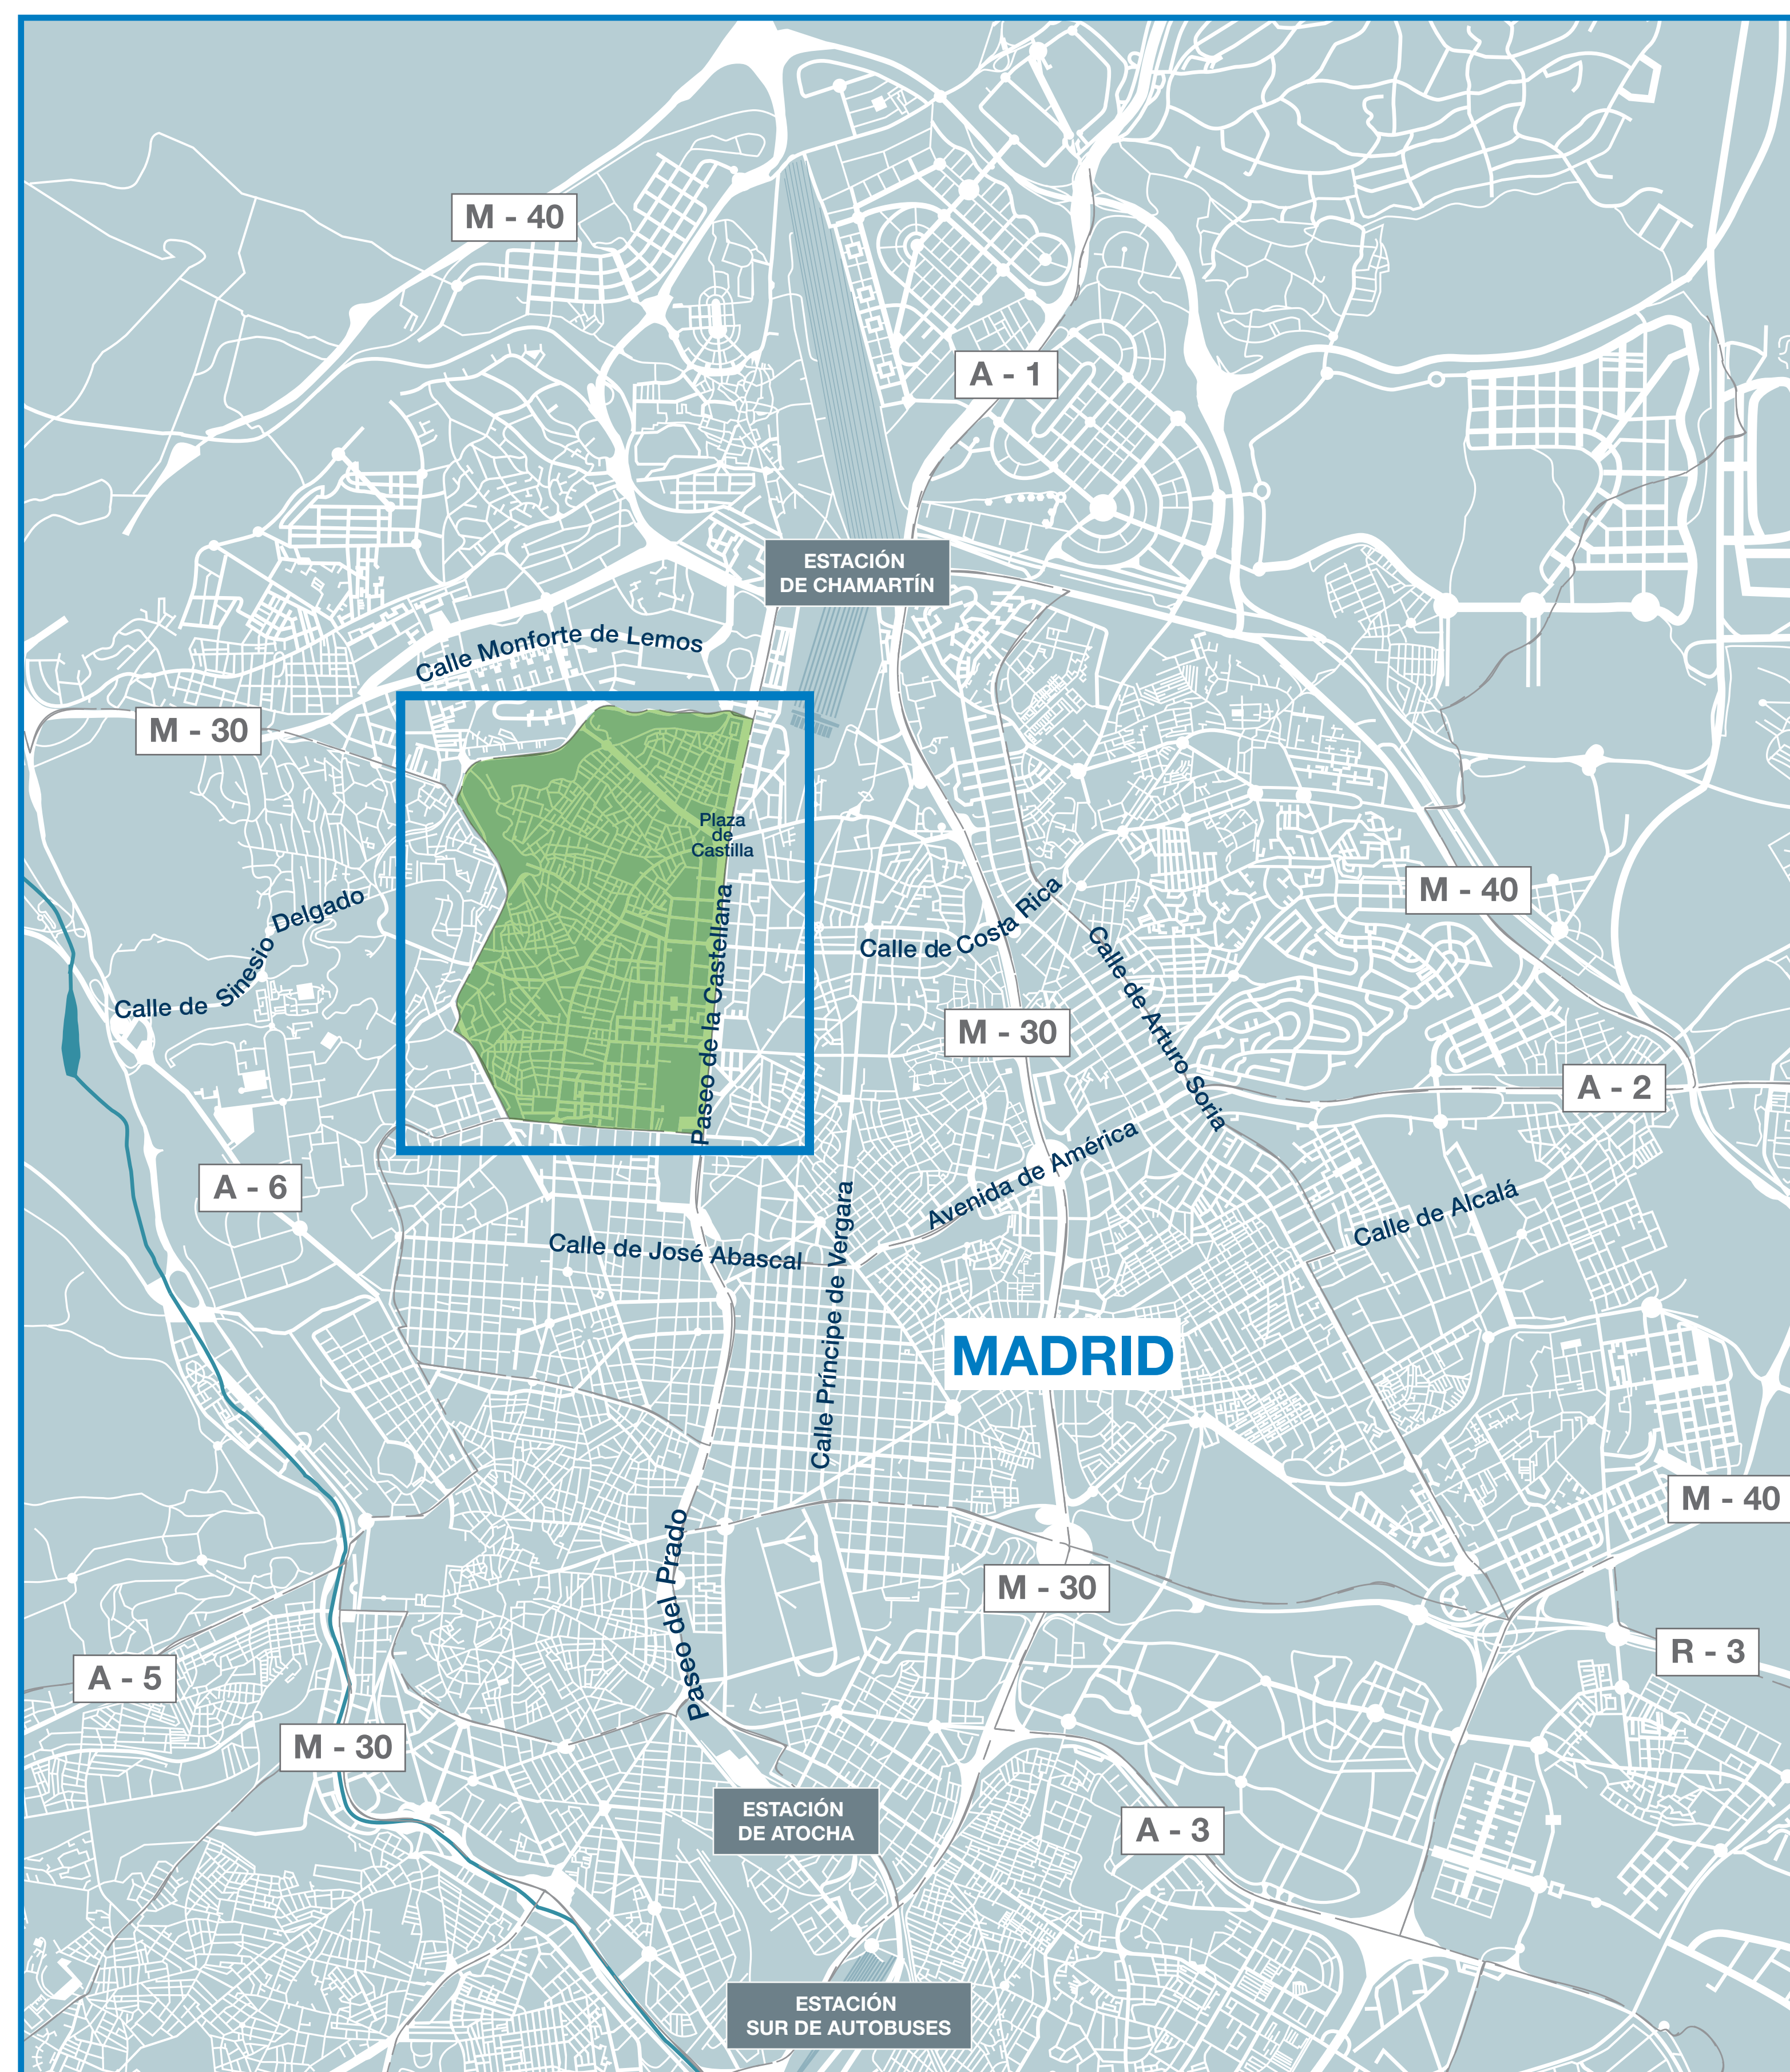 M - 40
A - 1
ESTACIÓN
DE CHAMARTÍN
Calle Monforte de Lemos
M - 30
Plaza
de
Castilla
M - 40
Calle de Sinesio Delgado
Paseo de la Castellana
Calle de Costa Rica
Calle de Arturo Soria
M - 30
A - 2
A - 6
Avenida de América
Calle de Alcalá
Calle de José Abascal
Calle Príncipe de Vergara
MADRID
M - 40
Paseo del Prado
M - 30
R - 3
A - 5
M - 30
ESTACIÓN
DE ATOCHA
A - 3
ESTACIÓN
SUR DE AUTOBUSES